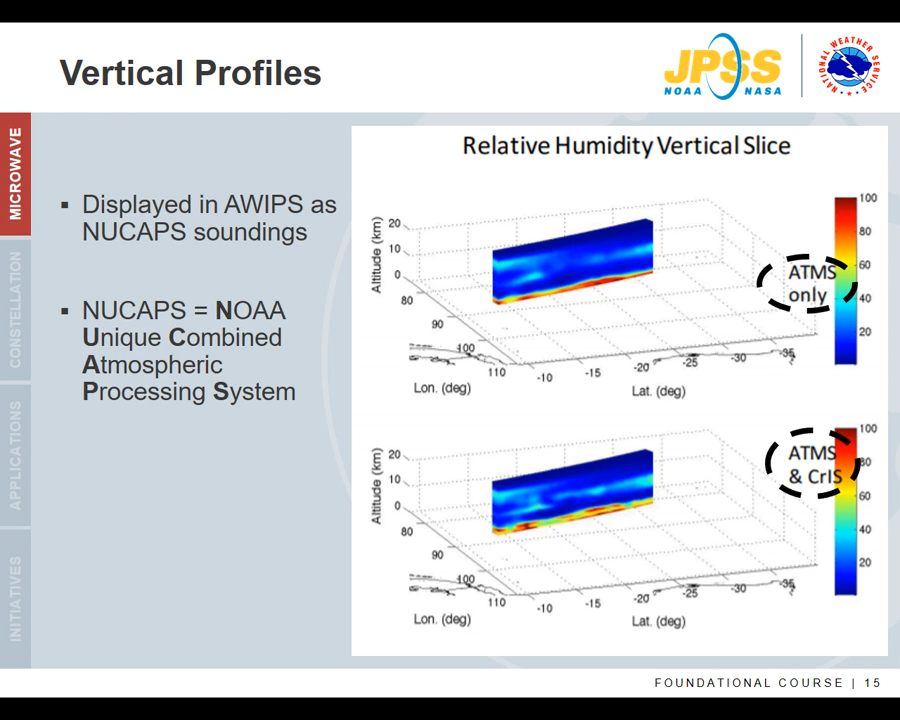 Vertical Profiles
JPSS
NOAA NASA
NATIONAL WEATHER SERVICE
MICROWAVE
CONSTELLATION
APPLICATIONS
INITIATIVES
▪ Displayed in AWIPS as
NUCAPS soundings
▪ NUCAPS = NOAA
Unique Combined
Atmospheric
Processing System
Relative Humidity Vertical Slice
Altitude (km)
20
10
0
80
90
100
110
Lon. (deg)
-10
-15
-20
-25
-30
-35
Lat. (deg)
ATMS
only
100
80
60
40
20
Altitude (km)
20
10
0
80
90
100
110
Lon. (deg)
-10
-15
-20
-25
-30
-35
Lat. (deg)
ATMS
& CrIS
100
80
60
40
20
FOUNDATIONAL COURSE | 15